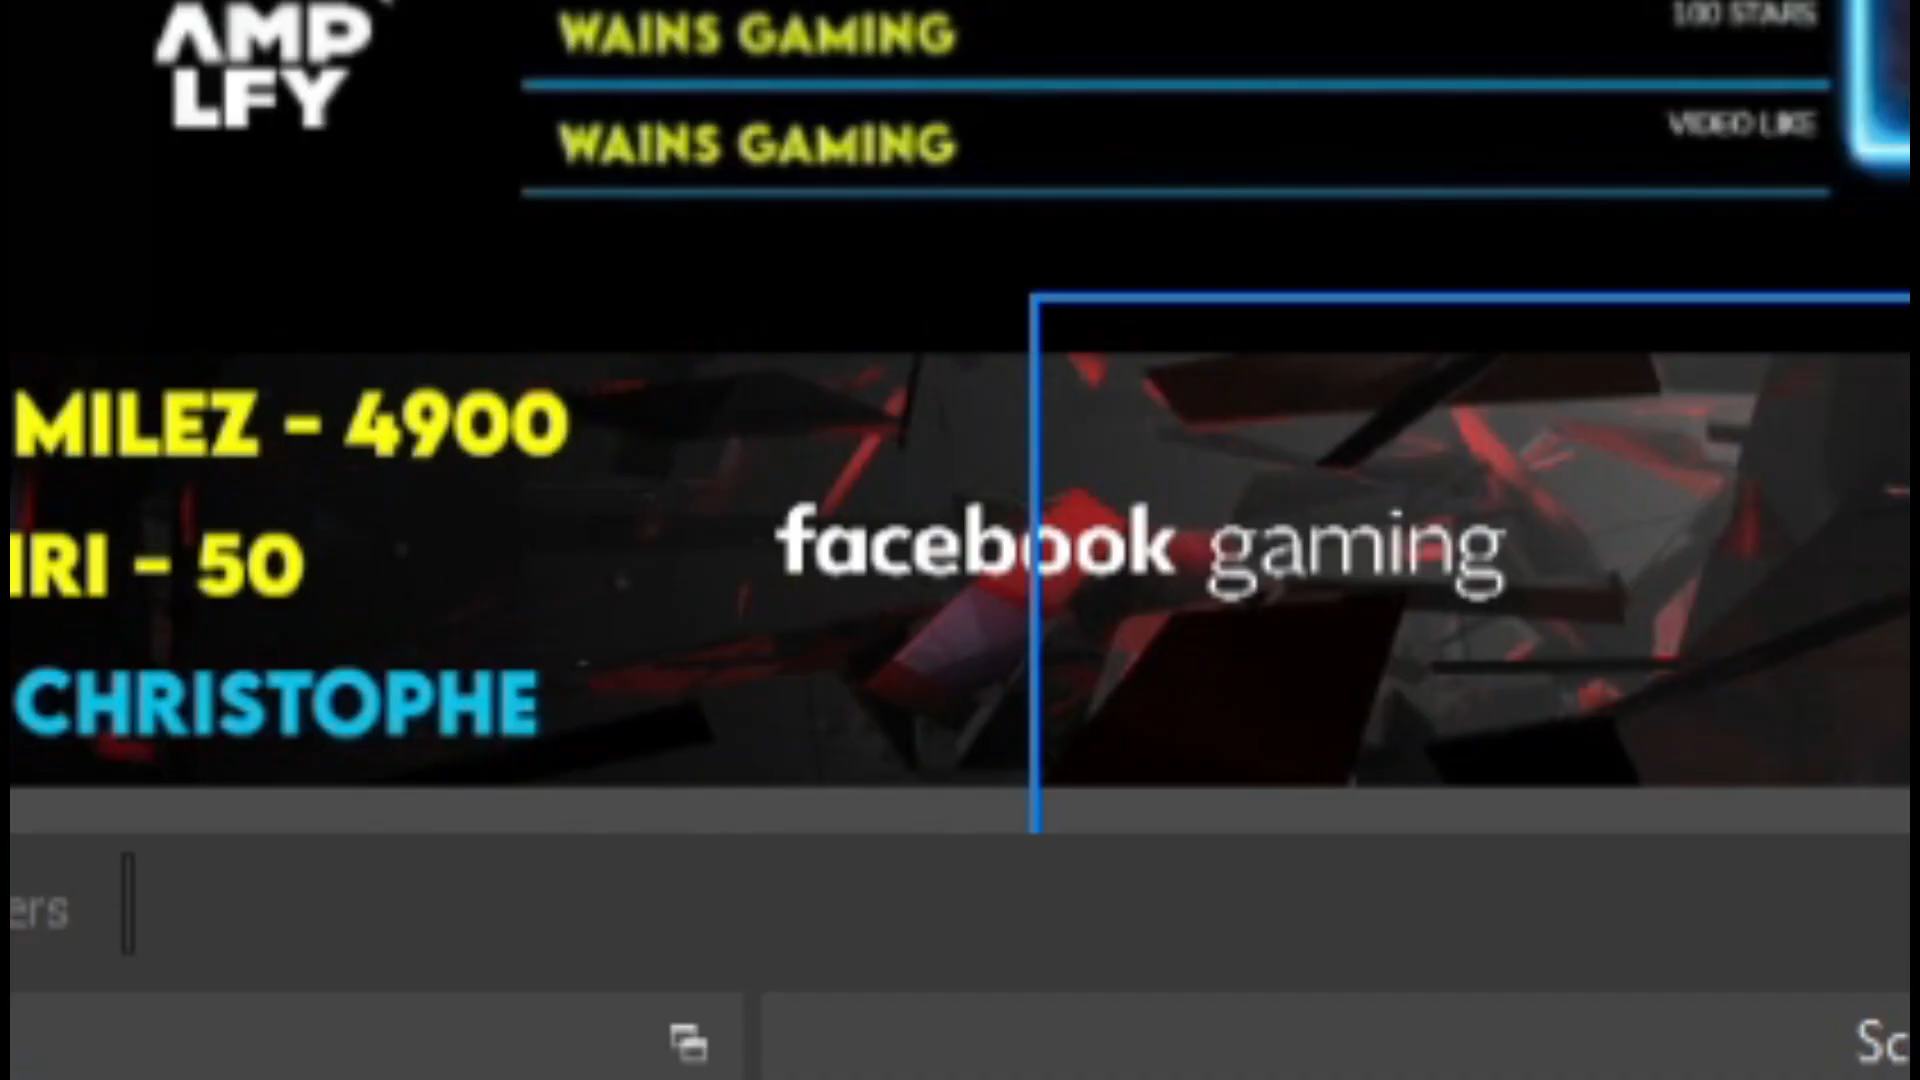 AMP
LFY
WAINS GAMING
100 STARS
WAINS GAMING
VIDEO LIKE
MILEZ - 4900
IRI - 50
CHRISTOPHE
facebook gaming
ers
Sc